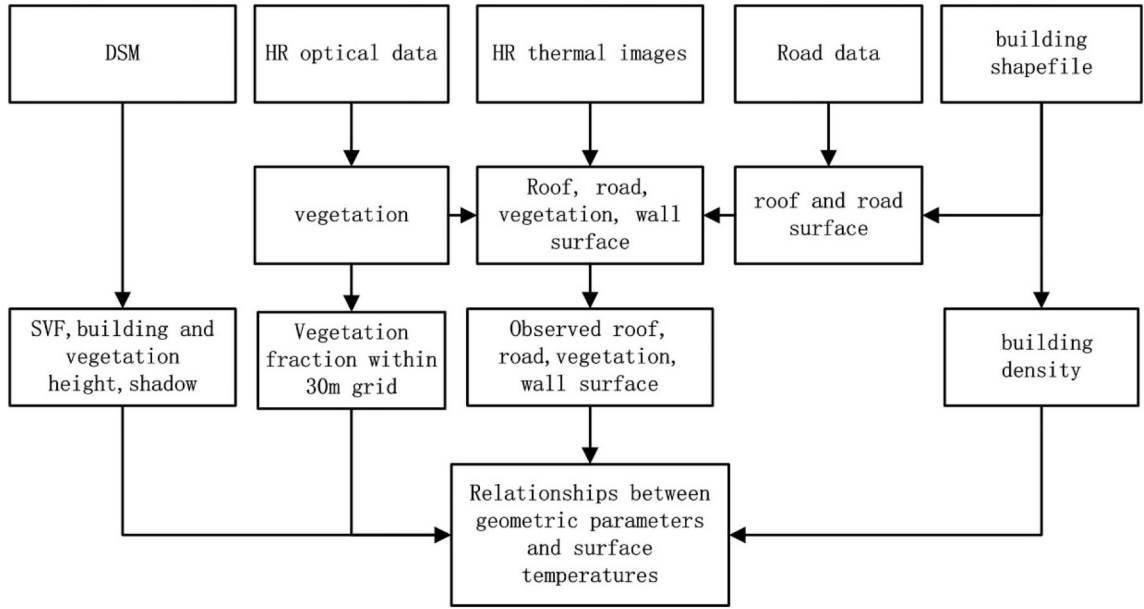 DSM
HR optical data
HR thermal images
Road data
building
shapefile
vegetation
Roof, road,
vegetation, wall
surface
roof and road
surface
SVF,building and
vegetation
height,shadow
Vegetation
fraction within
30m grid
Observed roof,
road,vegetation,
wall surface
building
density
Relationships between
geometric parameters
and surface
temperatures